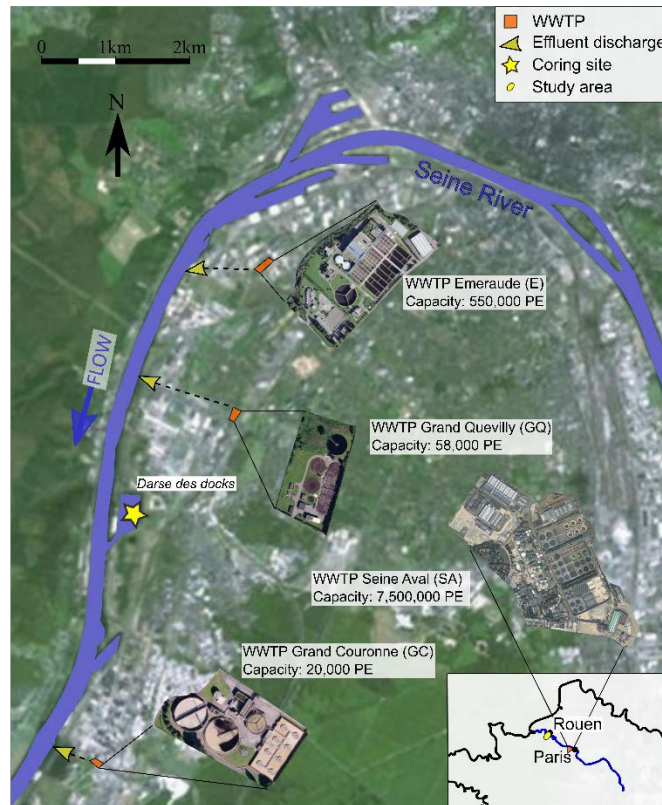 WWTP
Effluent discharge
Coring site
Study area
0 1km 2km
N
Seine River
WWTP Emeraude (E)
Capacity: 550,000 PE
FLOW
WWTP Grand Quevilly (GQ)
Capacity: 58,000 PE
Darse des docks
WWTP Seine Aval (SA)
Capacity: 7,500,000 PE
WWTP Grand Couronne (GC)
Capacity: 20,000 PE
Rouen
Paris